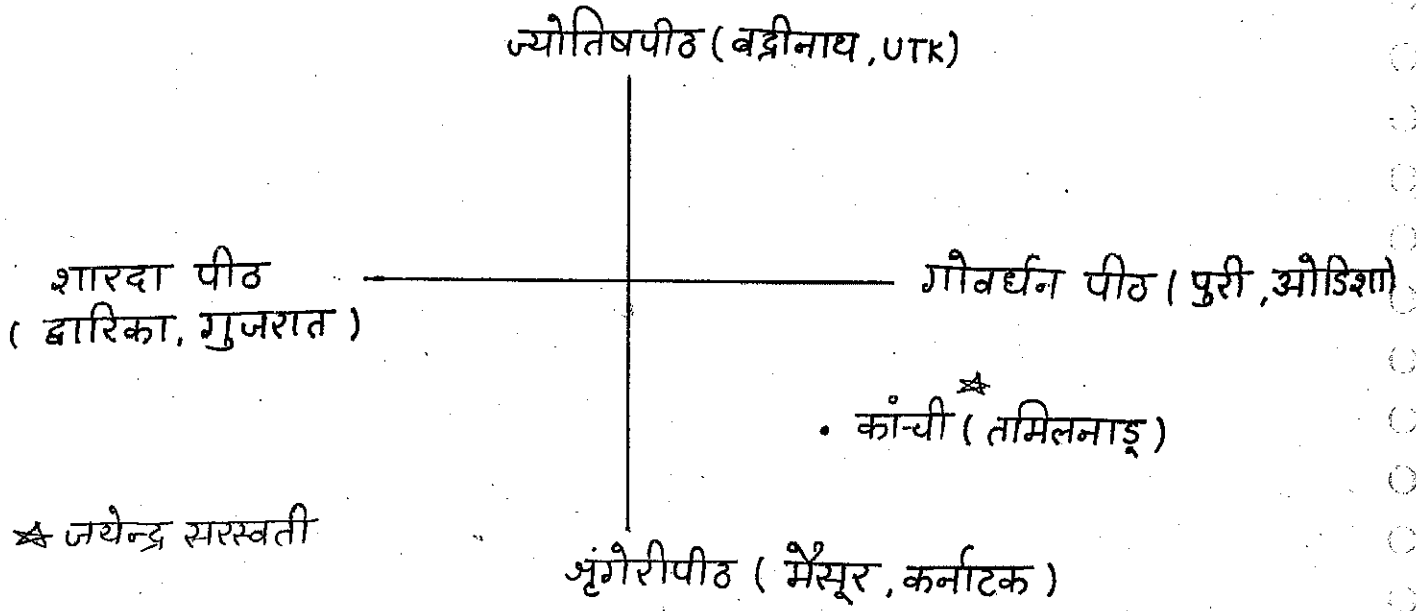 ज्योतिषपीठ ( बद्रीनाथ , UTK )
शारदा पीठ
( द्वारिका, गुजरात )
गोवर्धन पीठ ( पुरी , ओडिशा )
☆
• कांची ( तमिलनाडू )
☆ जयेन्द्र सरस्वती
श्रृंगेरीपीठ ( मैसूर , कर्नाटक )